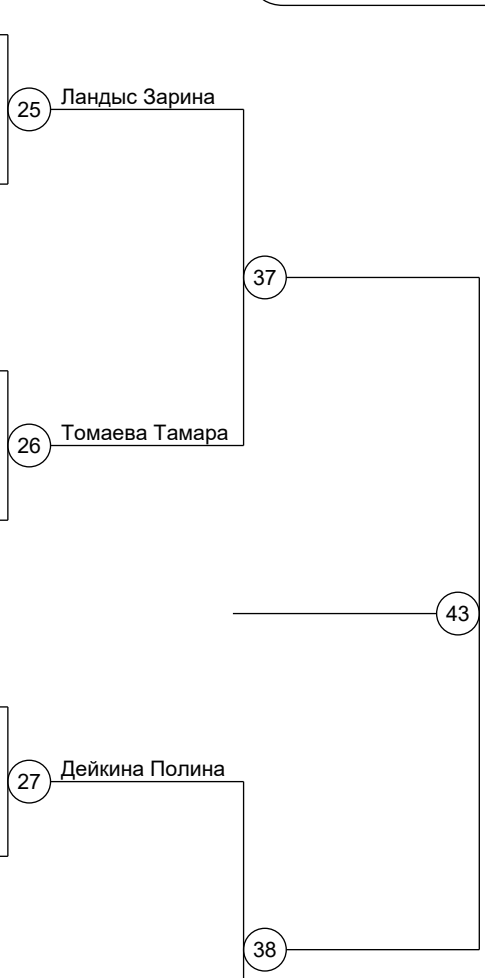 25 Ландыс Зарина
37
26 Томаева Тамара
43
27 Дейкина Полина
38